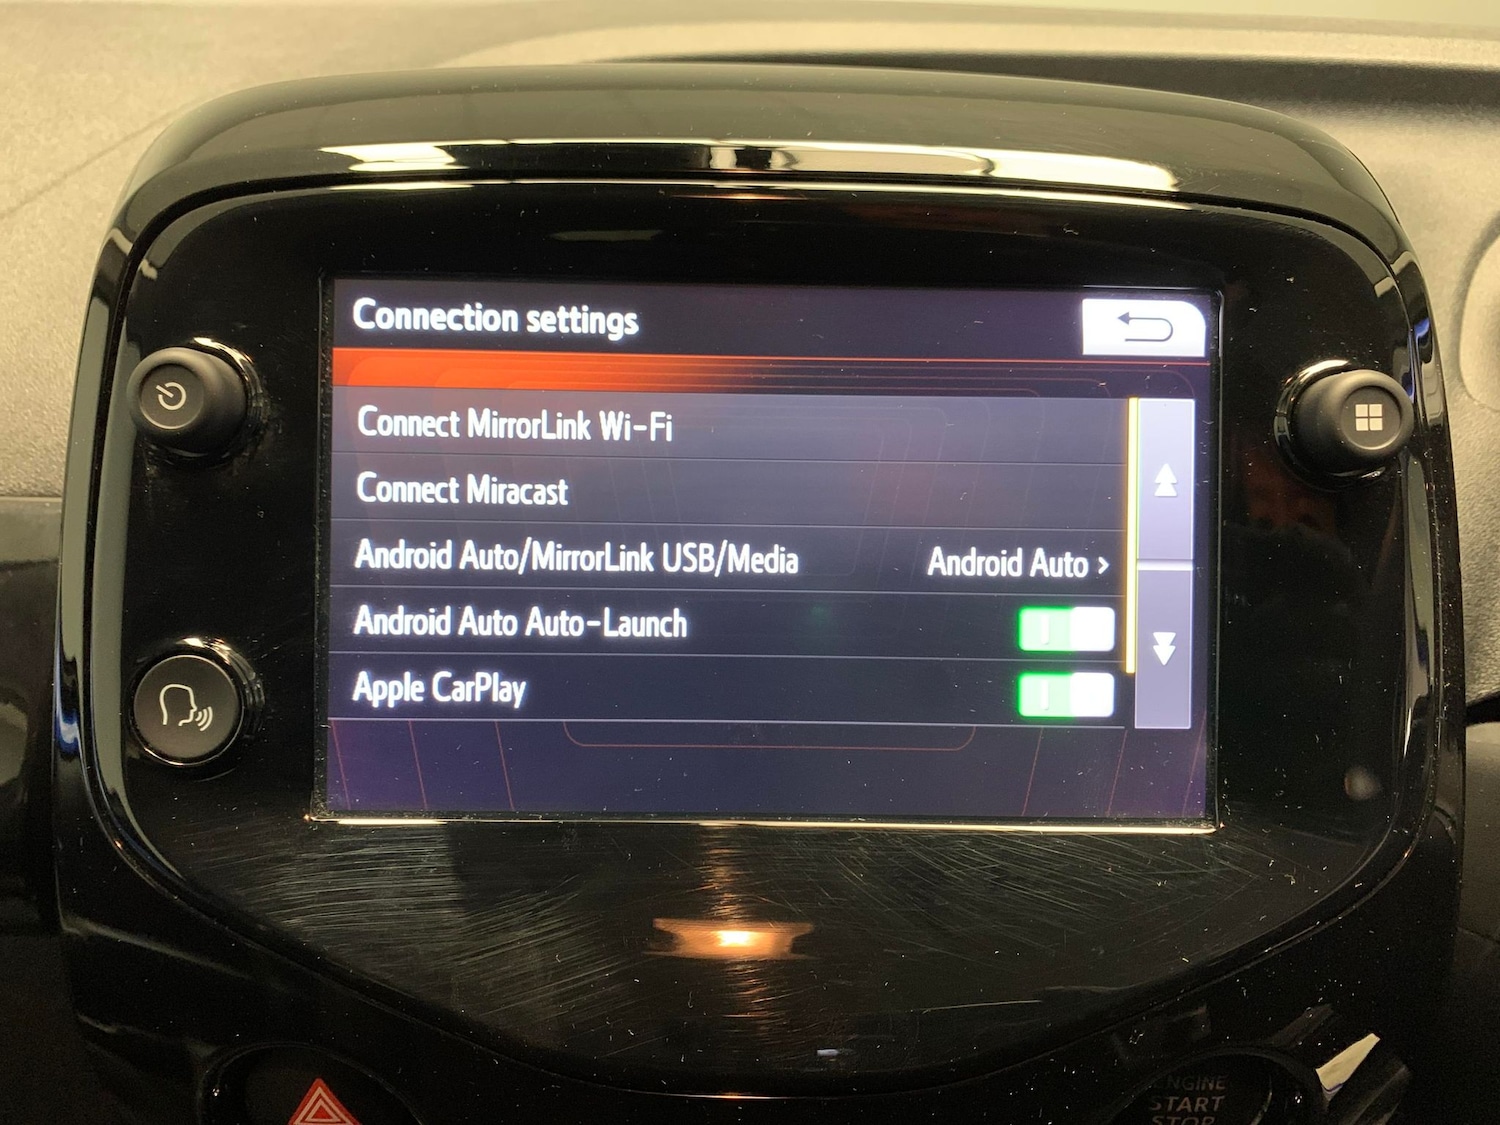 Connection settings
Connect MirrorLink Wi-Fi
Connect Miracast
Android Auto/MirrorLink USB/Media Android Auto >
Android Auto Auto-Launch
Apple CarPlay
ENGINE
START
STOP